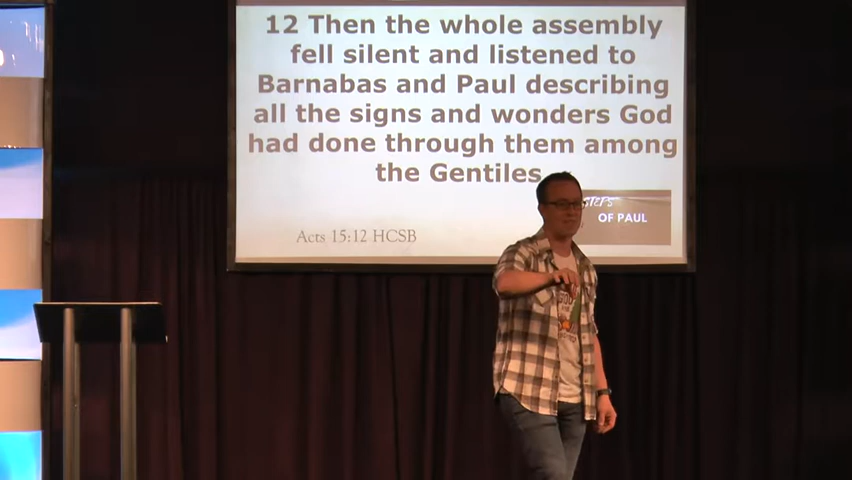 12 Then the whole assembly
fell silent and listened to
Barnabas and Paul describing
all the signs and wonders God
had done through them among
the Gentiles
STEPS
OF PAUL
Acts 15:12 HCSB